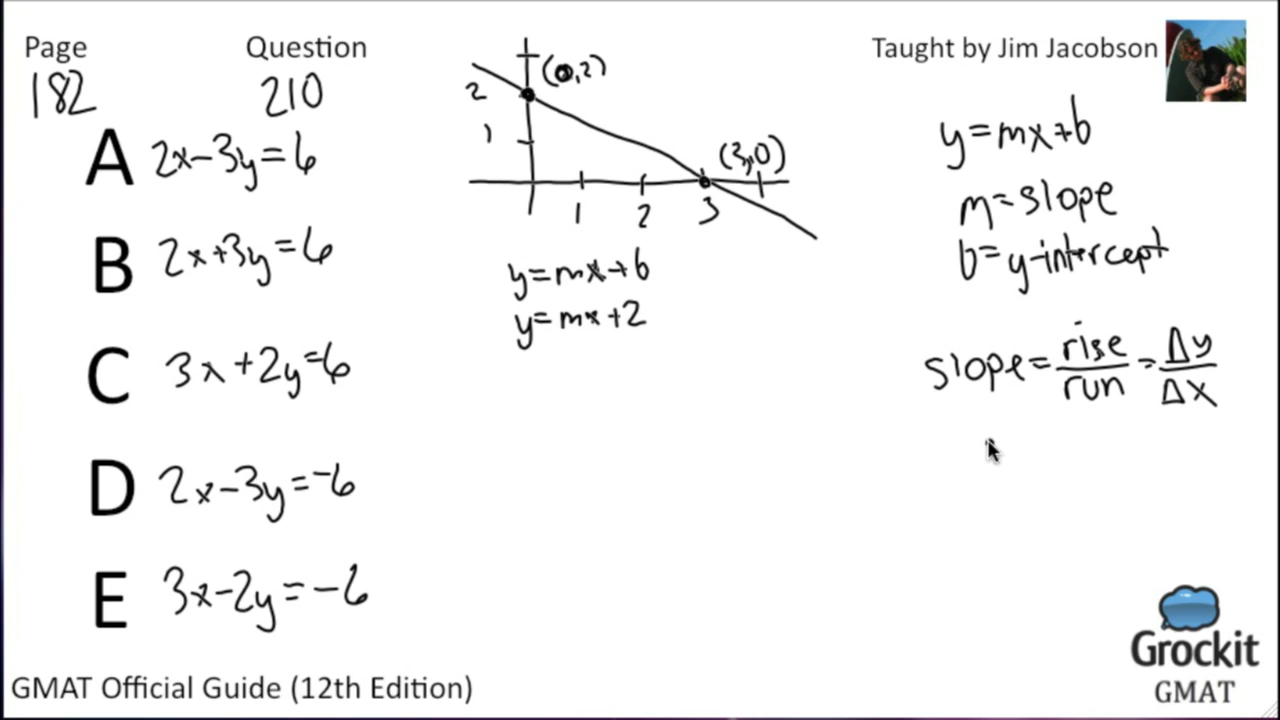 Page Question
182 210
Taught by Jim Jacobson
A 2x-3y=6
B 2x+3y=6
C 3x+2y=6
D 2x-3y=-6
E 3x-2y=-6
(0,2)
2
1
(3,0)
1 2 3
y=mx+b
y=mx+2
y=mx+b
m=slope
b=y-intercept
slope=rise/run=Δy/Δx
Grockit
GMAT
GMAT Official Guide (12th Edition)